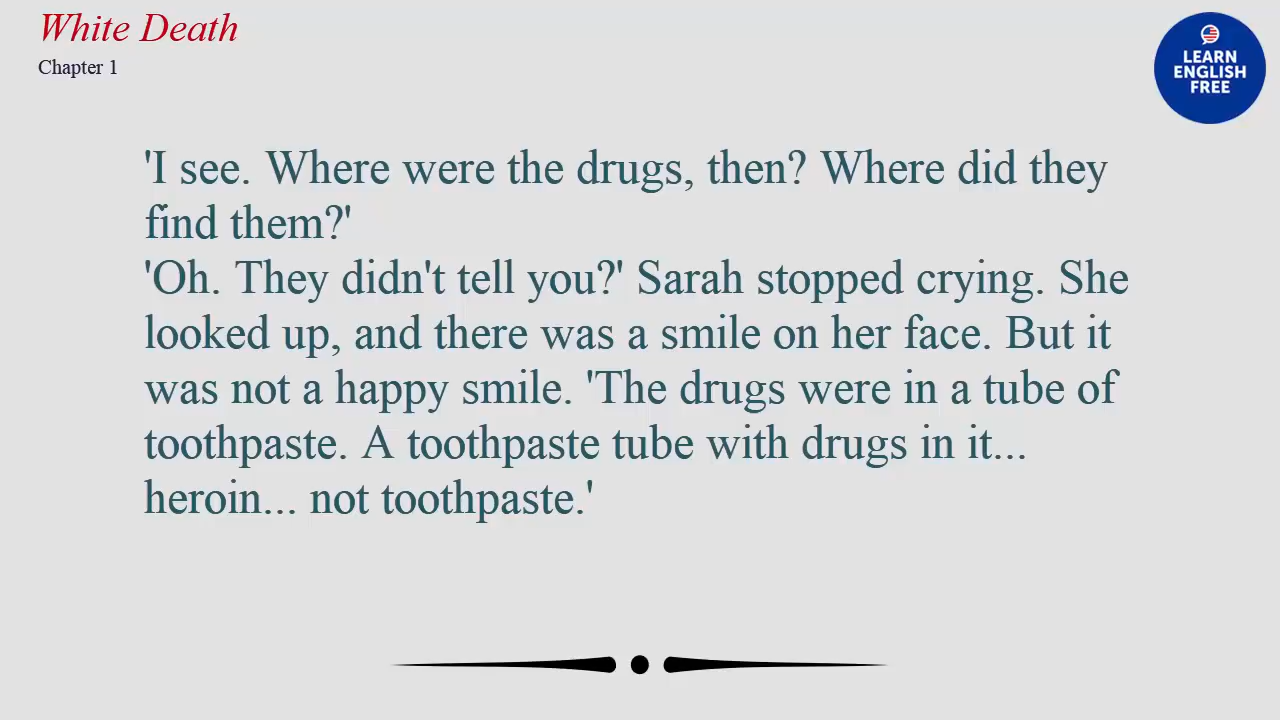 White Death
Chapter 1
LEARN
ENGLISH
FREE
'I see. Where were the drugs, then? Where did they
find them?'
'Oh. They didn't tell you?' Sarah stopped crying. She
looked up, and there was a smile on her face. But it
was not a happy smile. 'The drugs were in a tube of
toothpaste. A toothpaste tube with drugs in it...
heroin... not toothpaste.'